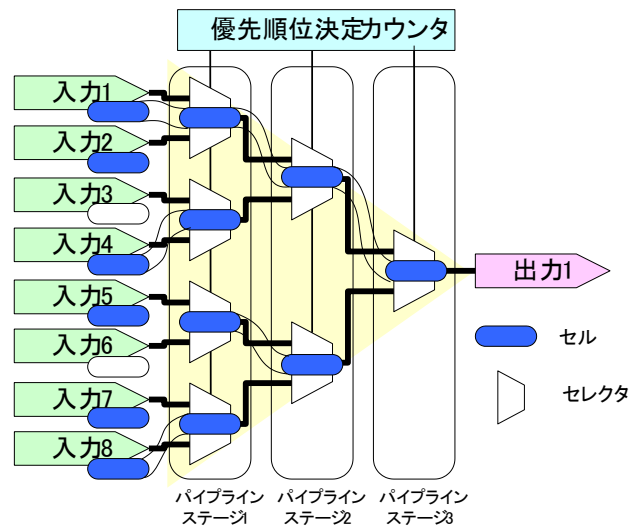 優先順位決定カウンタ
入力1
入力2
入力3
入力4
入力5
入力6
入力7
入力8
出力1
セル
セレクタ
パイプライン
ステージ1
パイプライン
ステージ2
パイプライン
ステージ3